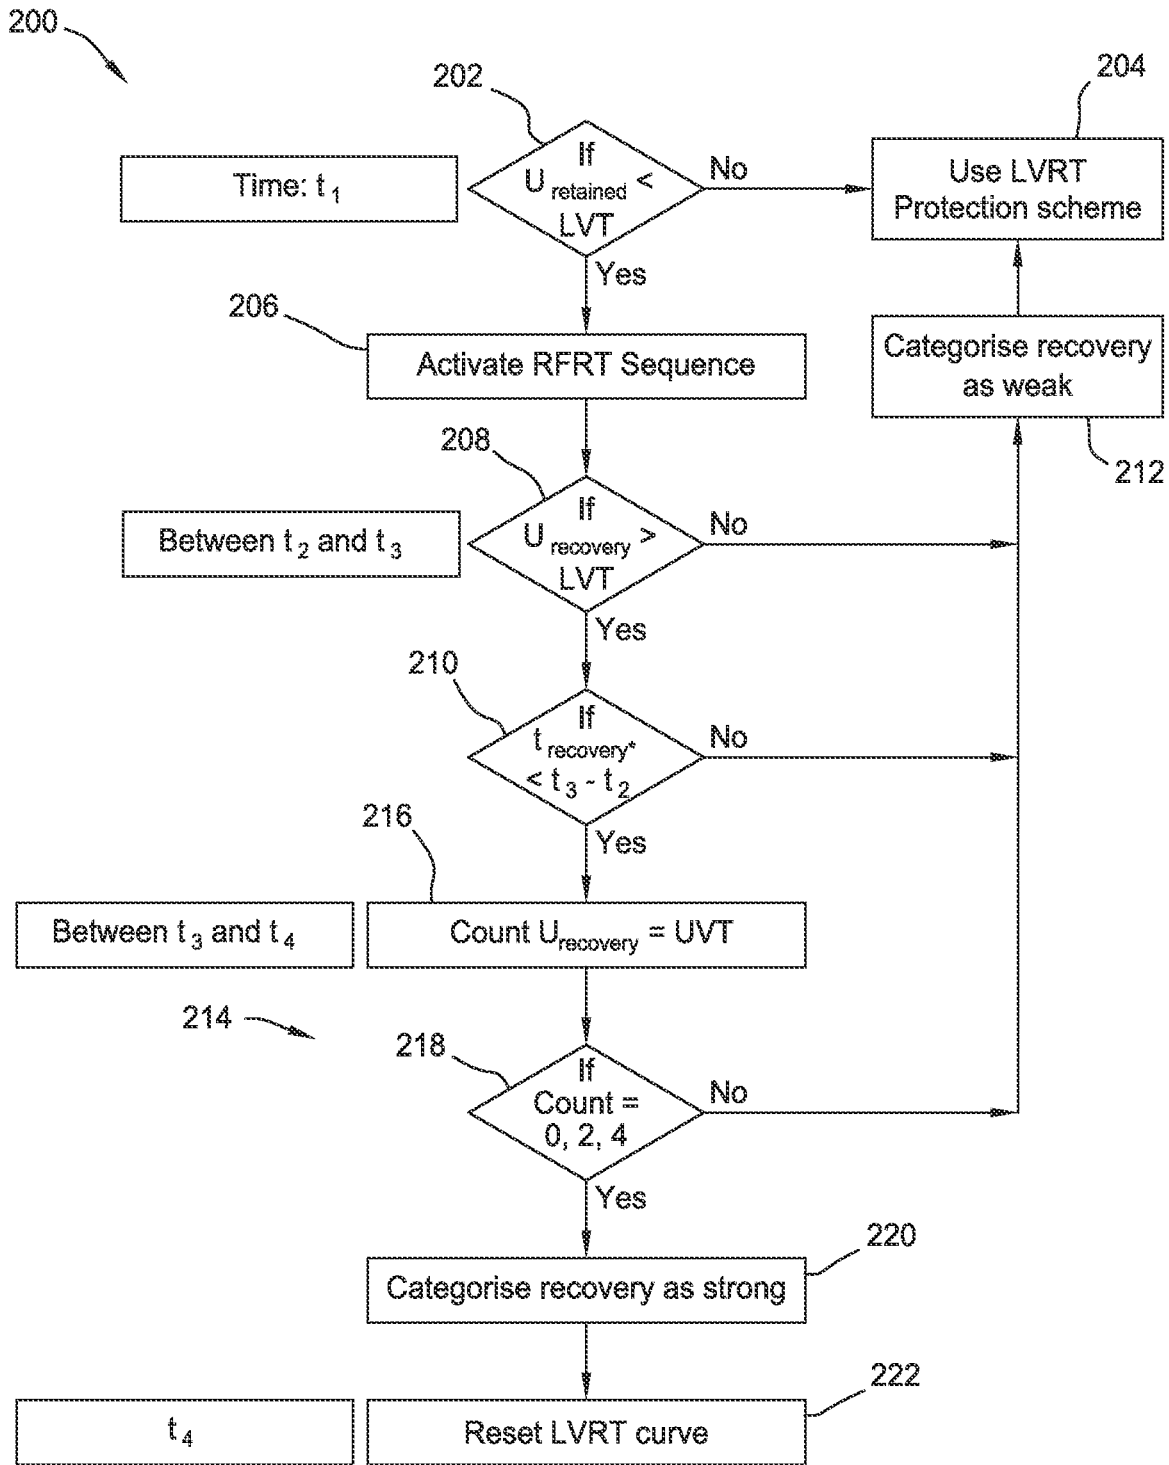 200
202
204
Time: t1
If
U retained <
LVT
No
Use LVRT
Protection scheme
Yes
206
Activate RFRT Sequence
Categorise recovery
as weak
212
208
Between t2 and t3
If
U recovery >
LVT
No
Yes
210
If
t recovery*
< t3 - t2
No
Yes
216
Between t3 and t4
Count Urecovery = UVT
214
218
If
Count =
0, 2, 4
No
Yes
220
Categorise recovery as strong
222
t4
Reset LVRT curve